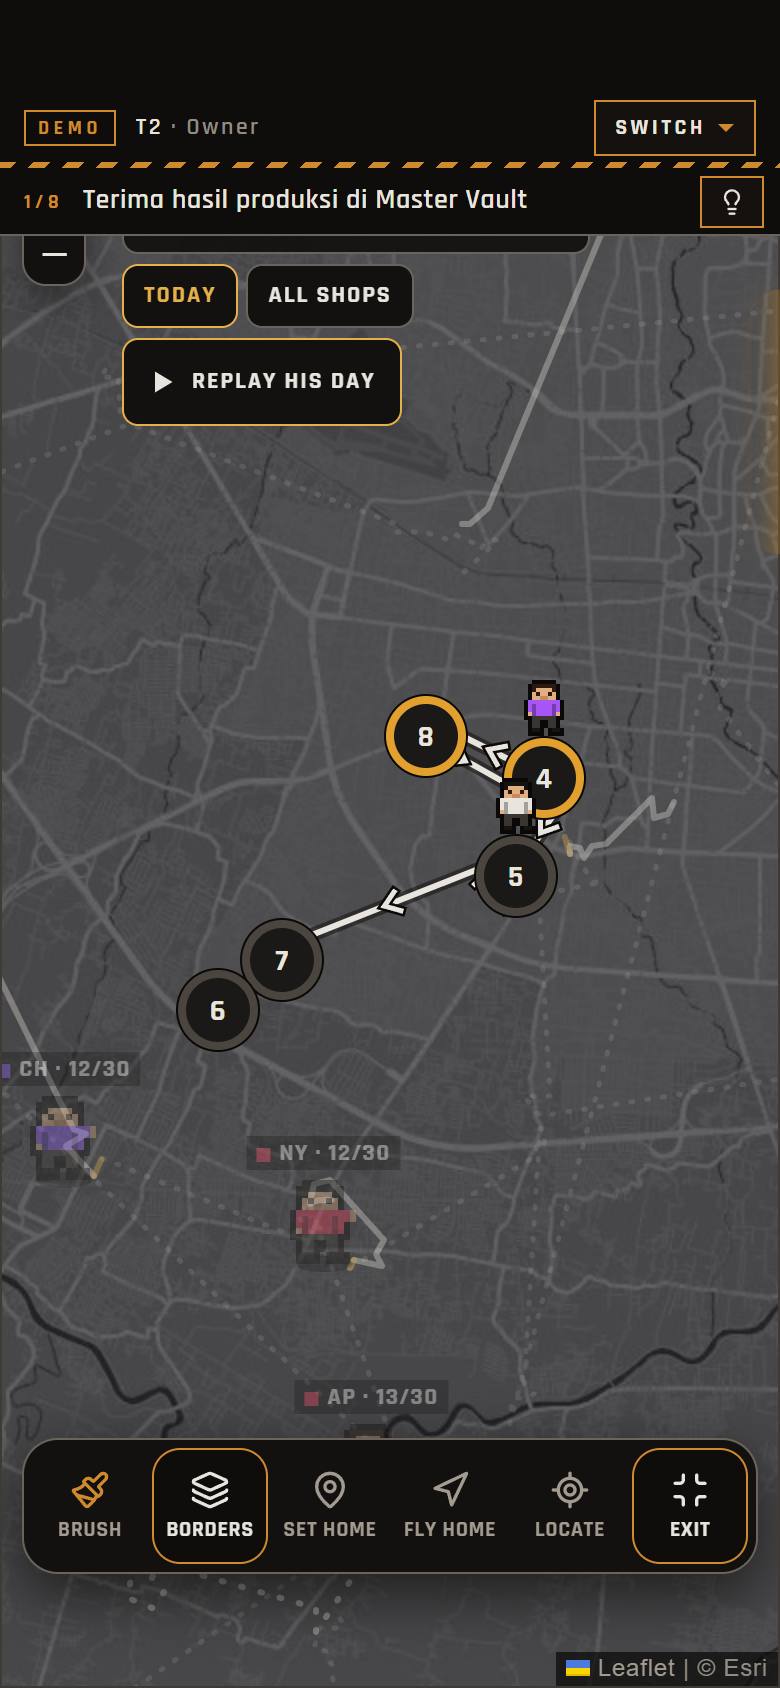 DEMO T2 · Owner SWITCH
1/8 Terima hasil produksi di Master Vault
TODAY ALL SHOPS
REPLAY HIS DAY
8
4
5
7
6
CH · 12/30
NY · 12/30
AP · 13/30
BRUSH BORDERS SET HOME FLY HOME LOCATE EXIT
Leaflet | © Esri